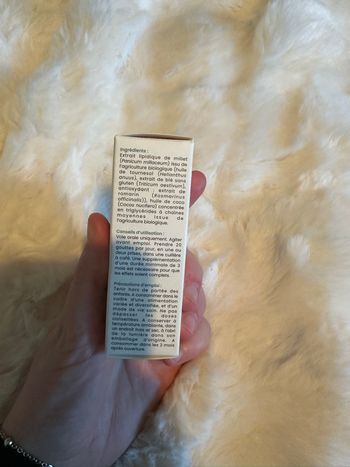 Ingrédients :
Extrait lipidique de millet
(Panicum miliaceum) issu de
l'agriculture biologique (huile
de tournesol (Helianthus
anuus), extrait de blé sans
gluten (Triticum aestivum),
antioxydant : extrait de
romarin (Rosmarinus
officinalis)), huile de coco
(Coco nucifera) concentrée
en triglycérides à chaînes
moyennes issue de
l'agriculture biologique.
Conseils d'utilisation :
Voie orale uniquement. Agiter
avant emploi. Prendre 20
gouttes par jour, en une ou
deux prises, dans une cuillère
à café. Une supplémentation
d'une durée minimale de 3
mois est nécessaire pour que
les effets soient complets.
Précautions d'emploi :
Tenir hors de portée des
enfants. A consommer dans le
cadre d'une alimentation
variée et diversifiée, et d'un
mode de vie sain. Ne pas
dépasser les doses
conseillées. A conserver à
température ambiante, dans
un endroit frais et sec, à l'abri
de la lumière dans son
emballage d'origine. A
consommer dans les 3 mois
après ouverture.